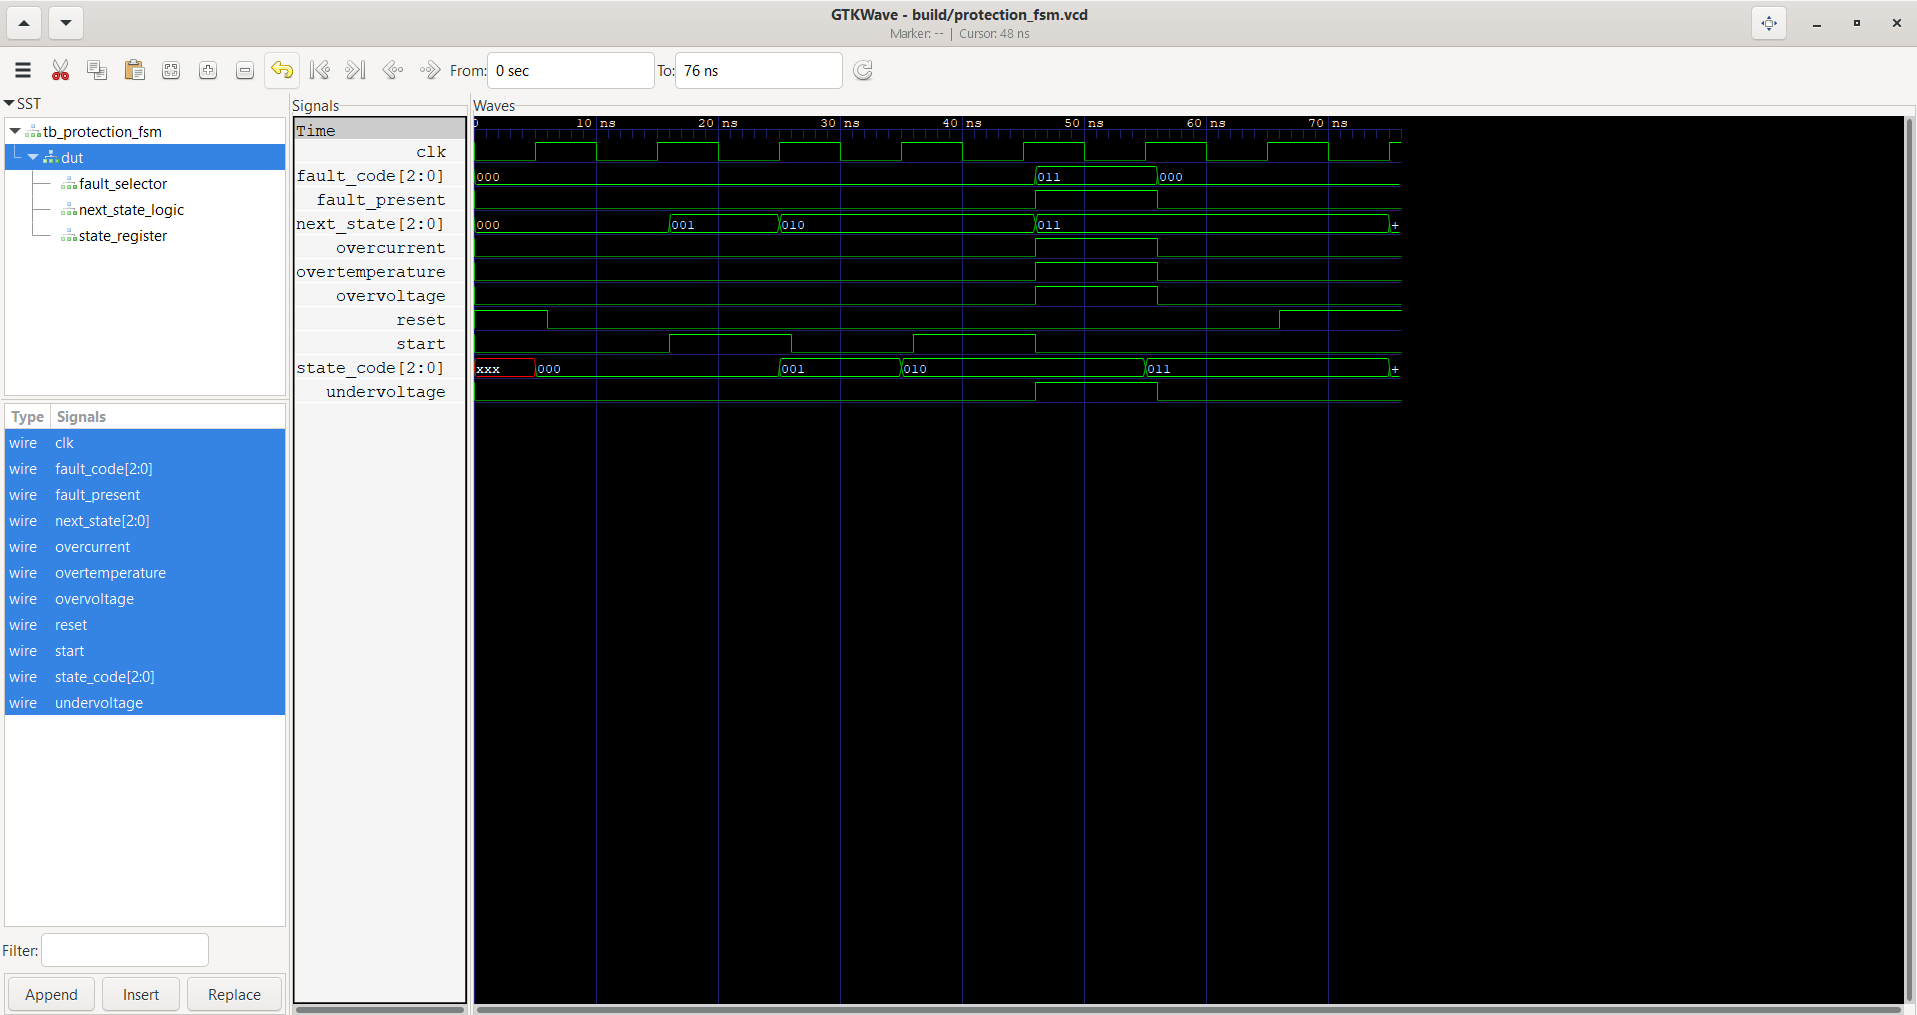 GTKWave - build/protection_fsm.vcd
Marker: -- | Cursor: 48 ns
From: 0 sec To: 76 ns
SST
tb_protection_fsm
dut
fault_selector
next_state_logic
state_register
Type Signals
wire clk
wire fault_code[2:0]
wire fault_present
wire next_state[2:0]
wire overcurrent
wire overtemperature
wire overvoltage
wire reset
wire start
wire state_code[2:0]
wire undervoltage
Filter:
Append Insert Replace
Signals
Time
clk
fault_code[2:0]
fault_present
next_state[2:0]
overcurrent
overtemperature
overvoltage
reset
start
state_code[2:0]
undervoltage
Waves
0 10 ns 20 ns 30 ns 40 ns 50 ns 60 ns 70 ns
000 011 000
000 001 010 011 +
xxx 000 001 010 011 +